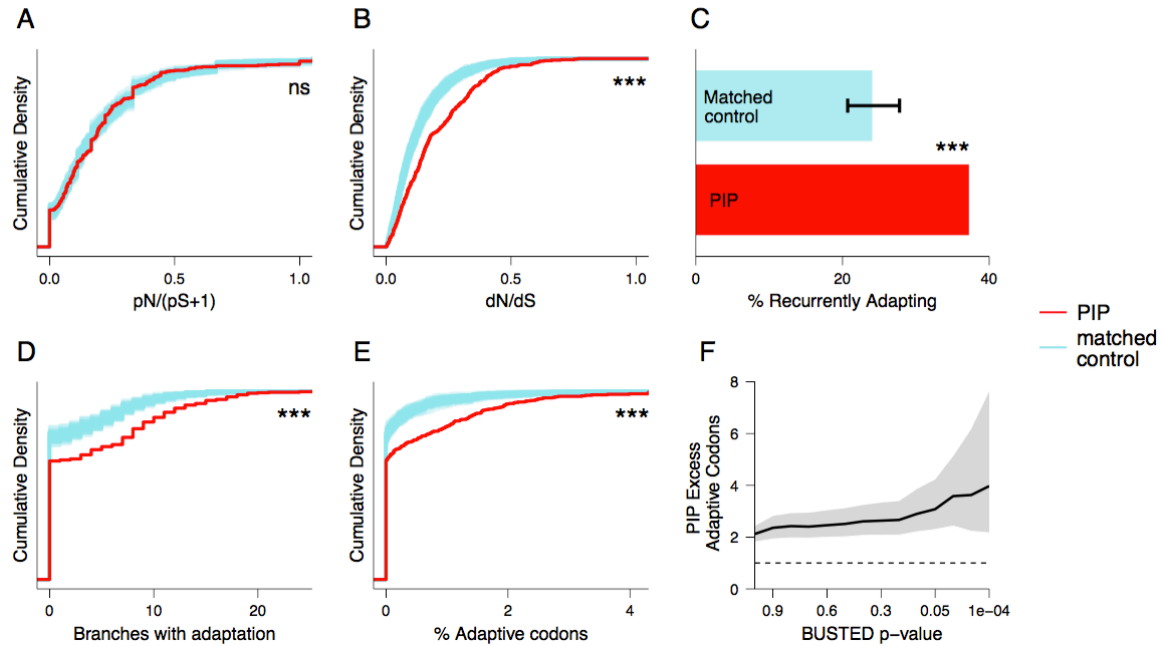 A
Cumulative Density
ns
0.0 0.5 1.0
pN/(pS+1)
B
Cumulative Density
***
0.0 0.5 1.0
dN/dS
C
Matched
control
***
PIP
0 20 40
% Recurrently Adapting
PIP
matched
control
D
Cumulative Density
***
0 10 20
Branches with adaptation
E
Cumulative Density
***
0 2 4
% Adaptive codons
F
PIP Excess
Adaptive Codons
8
6
4
2
0
0.9 0.6 0.3 0.05 1e−04
BUSTED p−value